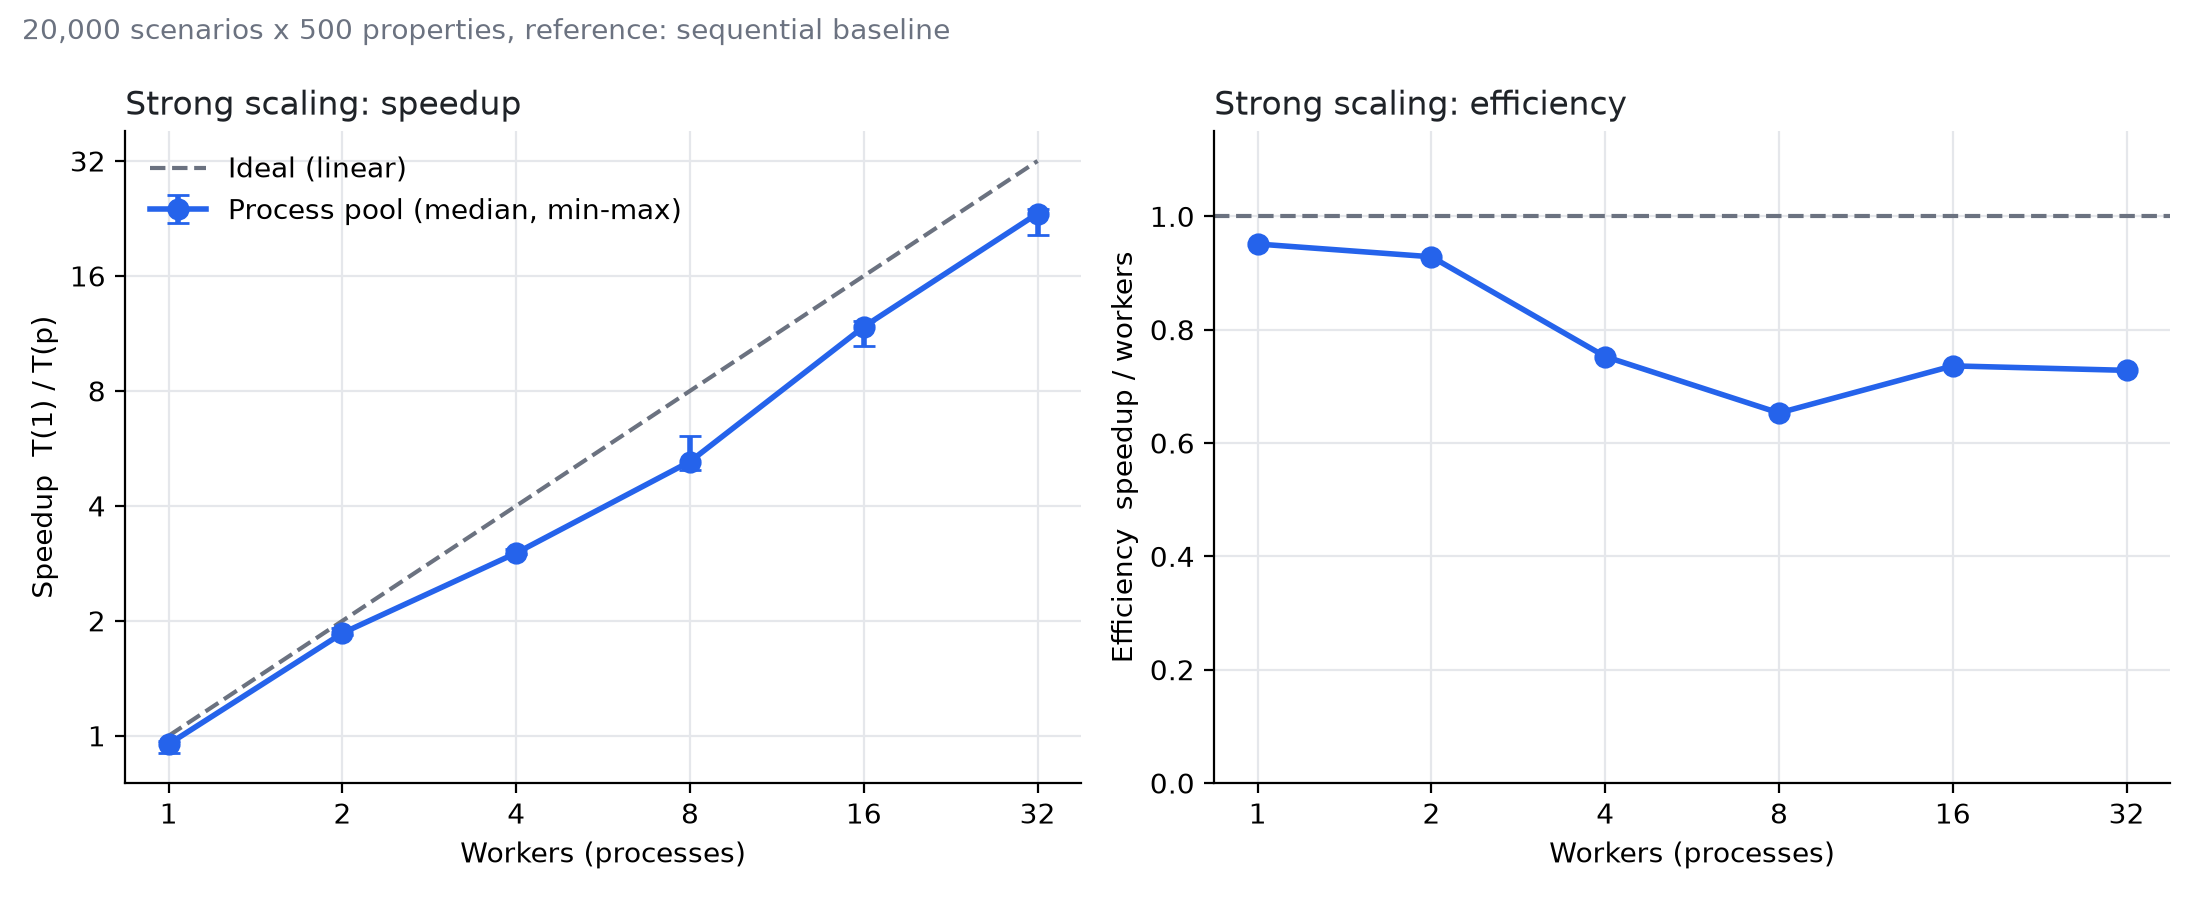 20,000 scenarios x 500 properties, reference: sequential baseline
Strong scaling: speedup
Ideal (linear)
Process pool (median, min-max)
Speedup T(1) / T(p)
32
16
8
4
2
1
1 2 4 8 16 32
Workers (processes)
Strong scaling: efficiency
Efficiency speedup / workers
1.0
0.8
0.6
0.4
0.2
0.0
1 2 4 8 16 32
Workers (processes)